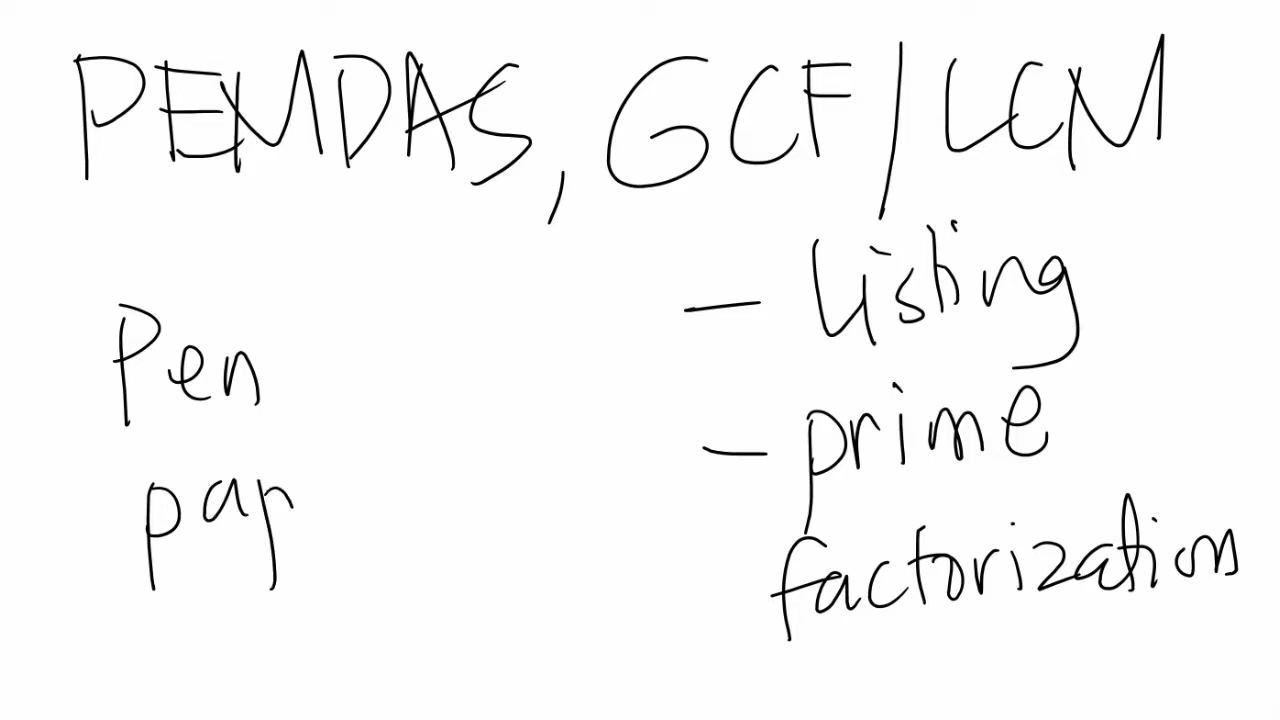 PEMDAS, GCF/LCM
- Listing
Pen
- prime
pap
factorization